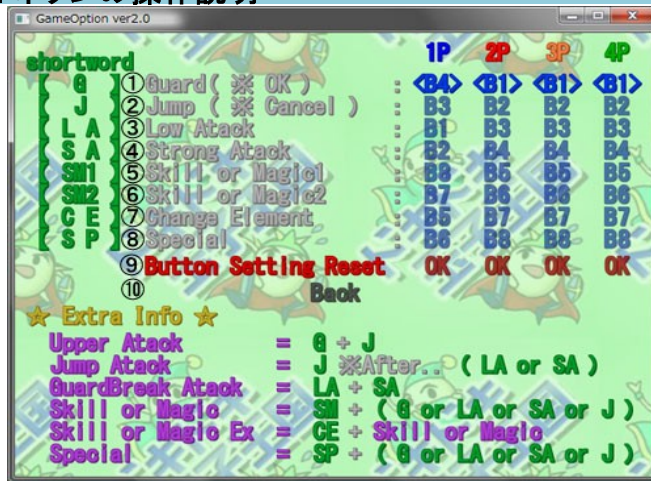 の操作説明
GameOption ver2.0
shortword 1P 2P 3P 4P
【 G 】①Guard( ※ OK ) : <B4> <B1> <B1> <B1>
【 J 】②Jump ( ※ Cancel ) : B3 B2 B2 B2
【 L A 】③Low Atack : B1 B3 B3 B3
【 S A 】④Strong Atack : B2 B4 B4 B4
【 SM1 】⑤Skill or Magic1 : B8 B5 B5 B5
【 SM2 】⑥Skill or Magic2 : B7 B6 B6 B6
【 C E 】⑦Change Element : B5 B7 B7 B7
【 S P 】⑧Special : B6 B8 B8 B8
⑨Button Setting Reset OK OK OK OK
⑩ Back
☆ Extra Info ☆
Upper Atack = G + J
Jump Atack = J ※After.. ( LA or SA )
GuardBreak Atack = LA + SA
Skill or Magic = SM + ( G or LA or SA or J )
Skill or Magic Ex = CE + Skill or Magic
Special = SP + ( G or LA or SA or J )